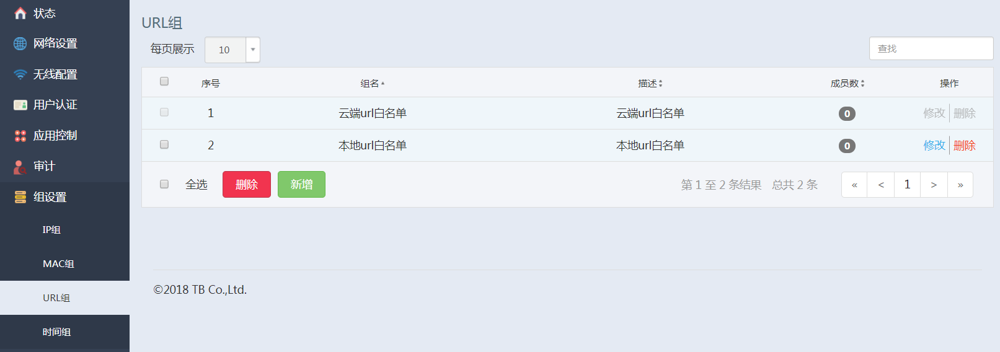 状态
网络设置
无线配置
用户认证
应用控制
审计
组设置
IP组
MAC组
URL组
时间组
URL组
每页展示 10 查找
序号 组名 描述 成员数 操作
1 云端url白名单 云端url白名单 0 修改 删除
2 本地url白名单 本地url白名单 0 修改 删除
全选 删除 新增 第 1 至 2 条结果 总共 2 条 « < 1 > »
©2018 TB Co.,Ltd.